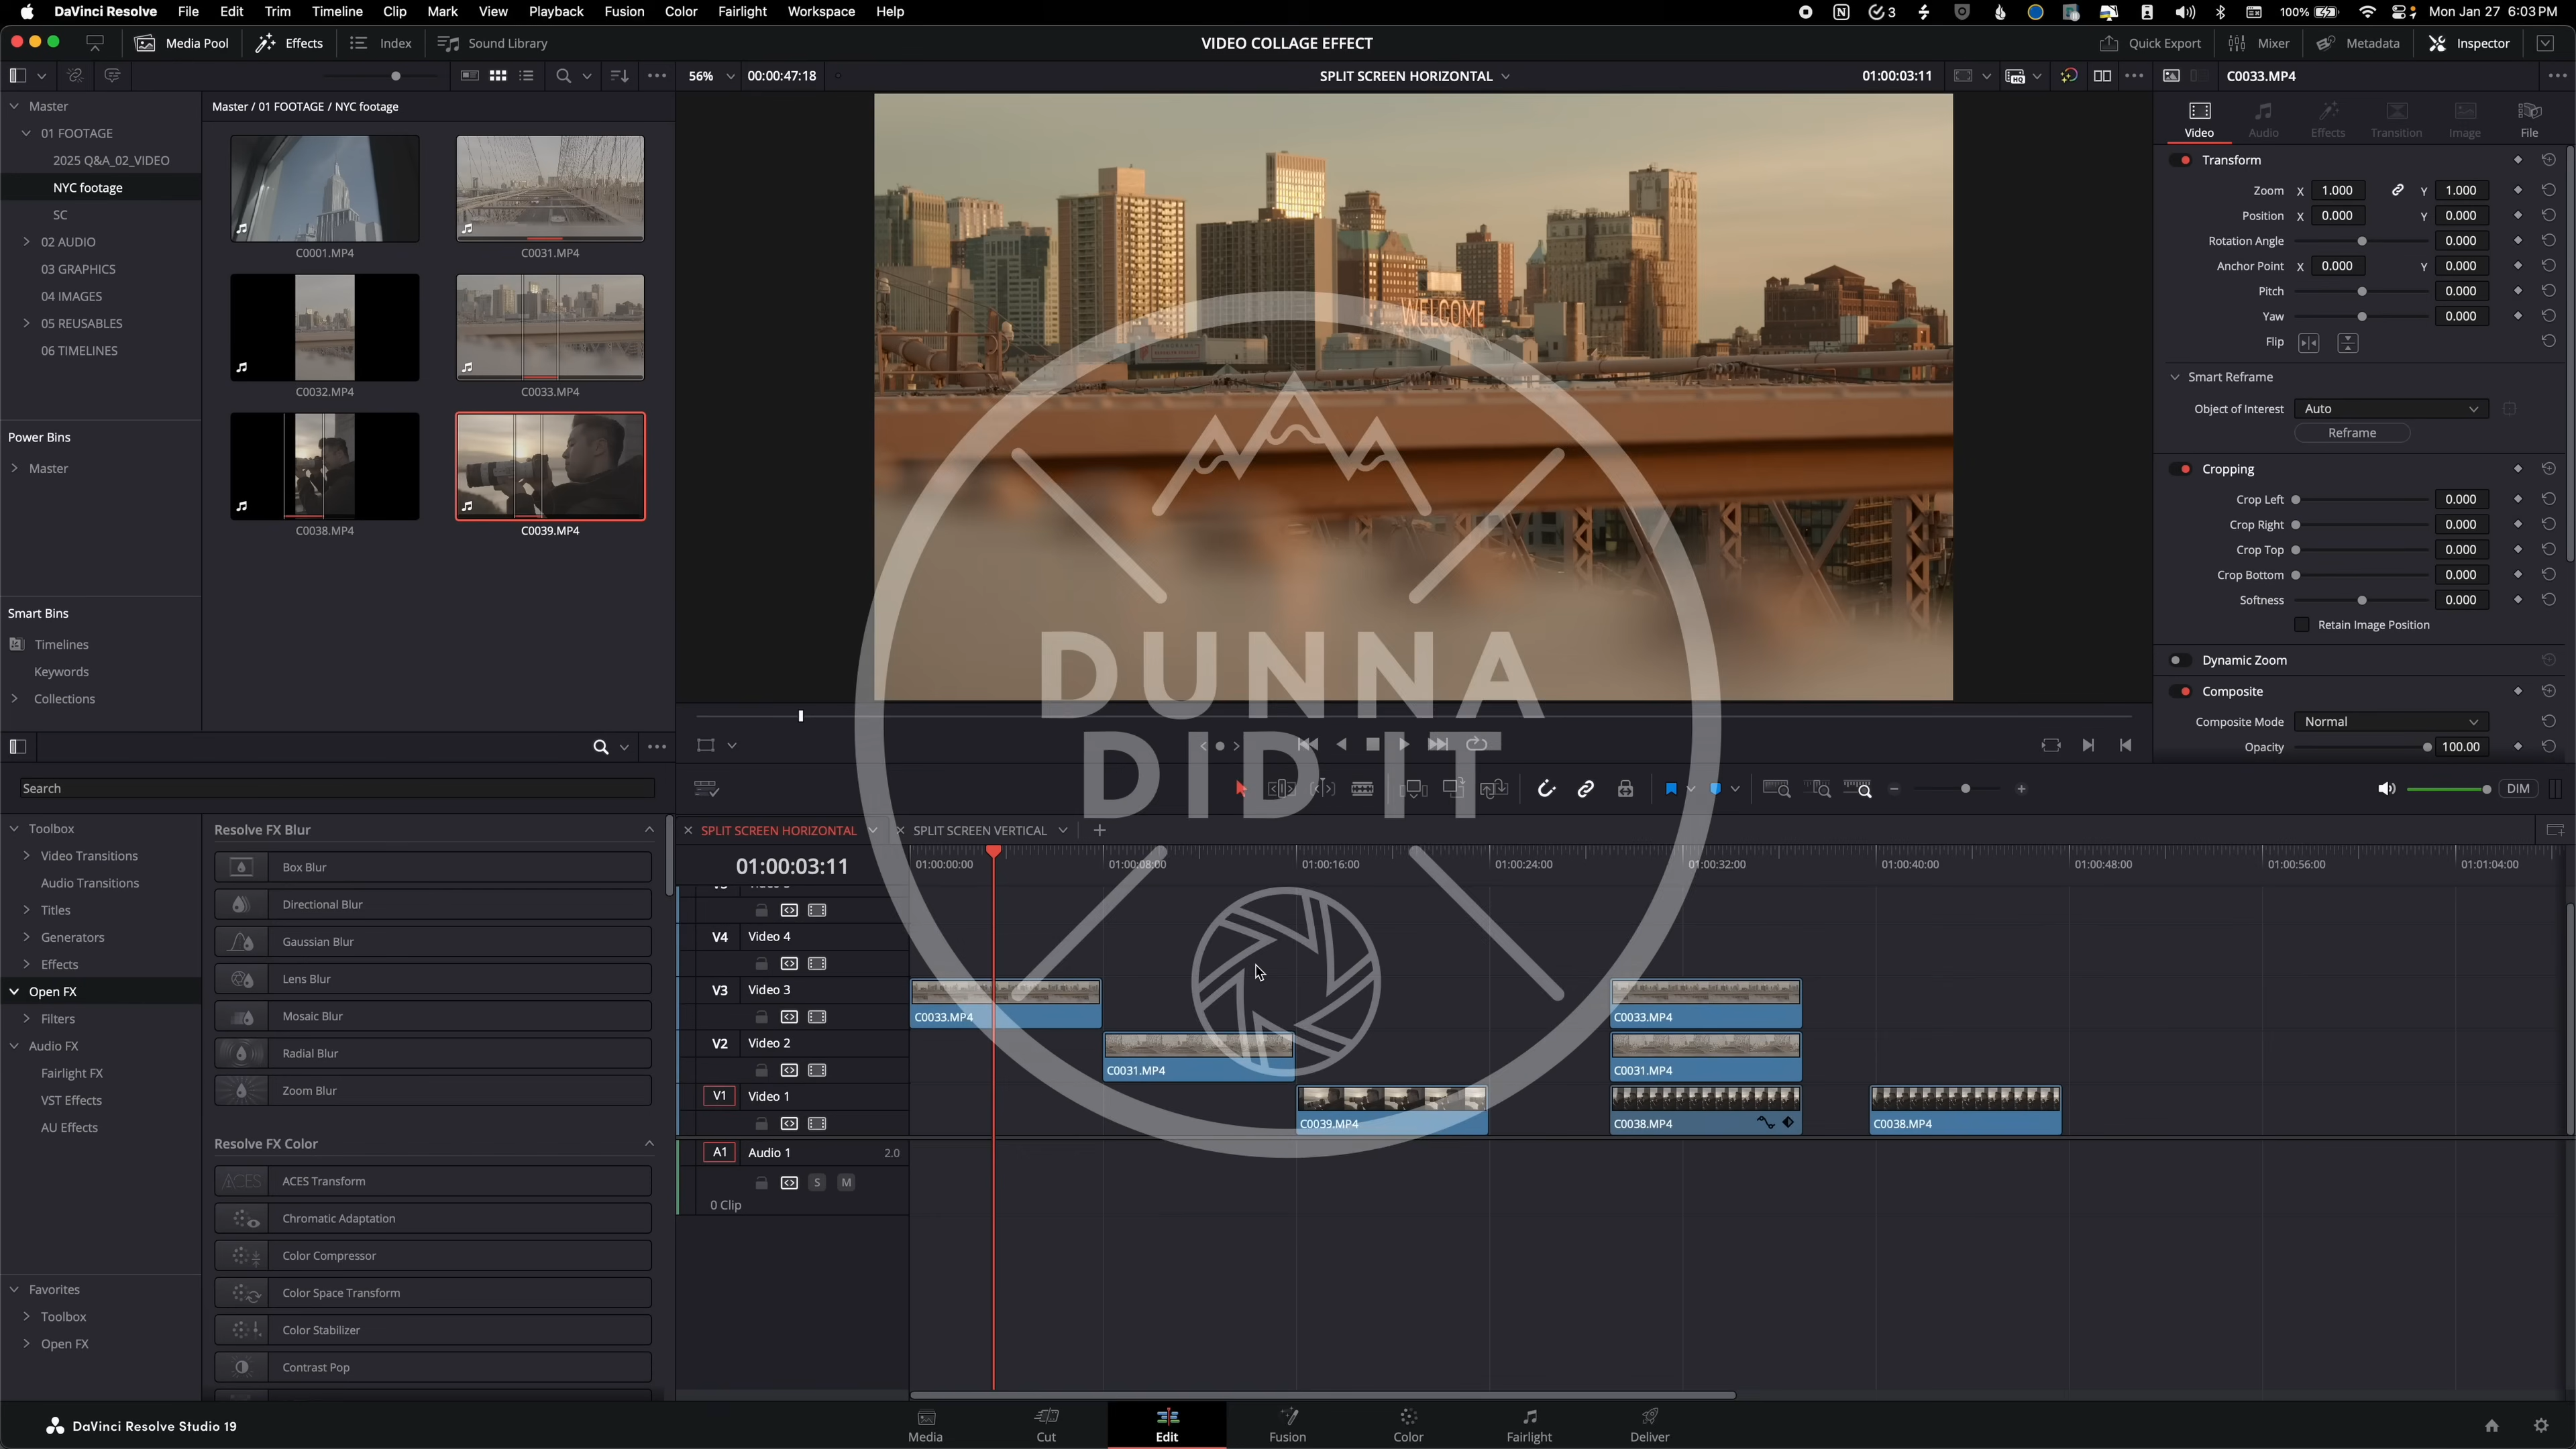 DaVinci Resolve File Edit Trim Timeline Clip Mark View Playback Fusion Color Fairlight Workspace Help
3 100% Mon Jan 27 6:03 PM
Media Pool Effects Index Sound Library
VIDEO COLLAGE EFFECT
Quick Export Mixer Metadata Inspector
56% 00:00:47:18 SPLIT SCREEN HORIZONTAL 01:00:03:11
C0033.MP4
Master
01 FOOTAGE
2025 Q&A_02_VIDEO
NYC footage
SC
02 AUDIO
03 GRAPHICS
04 IMAGES
05 REUSABLES
06 TIMELINES
Power Bins
Master
Smart Bins
Timelines
Keywords
Collections
Master / 01 FOOTAGE / NYC footage
C0001.MP4 C0031.MP4
C0032.MP4 C0033.MP4
C0038.MP4 C0039.MP4
WELCOME
DUNNA
DID IT
Video Audio Effects Transition Image File
Transform
Zoom X 1.000 Y 1.000
Position X 0.000 Y 0.000
Rotation Angle 0.000
Anchor Point X 0.000 Y 0.000
Pitch 0.000
Yaw 0.000
Flip
Smart Reframe
Object of Interest Auto
Reframe
Cropping
Crop Left 0.000
Crop Right 0.000
Crop Top 0.000
Crop Bottom 0.000
Softness 0.000
Retain Image Position
Dynamic Zoom
Composite
Composite Mode Normal
Opacity 100.00
DIM
Search
Toolbox
Video Transitions
Audio Transitions
Titles
Generators
Effects
Open FX
Filters
Audio FX
Fairlight FX
VST Effects
AU Effects
Favorites
Toolbox
Open FX
Resolve FX Blur
Box Blur
Directional Blur
Gaussian Blur
Lens Blur
Mosaic Blur
Radial Blur
Zoom Blur
Resolve FX Color
ACES ACES Transform
Chromatic Adaptation
Color Compressor
Color Space Transform
Color Stabilizer
Contrast Pop
SPLIT SCREEN HORIZONTAL SPLIT SCREEN VERTICAL
01:00:03:11
01:00:00:00 01:00:08:00 01:00:16:00 01:00:24:00 01:00:32:00 01:00:40:00 01:00:48:00 01:00:56:00 01:01:04:00
V4 Video 4
V3 Video 3
C0033.MP4 C0033.MP4
V2 Video 2
C0031.MP4 C0031.MP4
V1 Video 1
C0039.MP4 C0038.MP4 C0038.MP4
A1 Audio 1 2.0
S M
0 Clip
DaVinci Resolve Studio 19
Media Cut Edit Fusion Color Fairlight Deliver